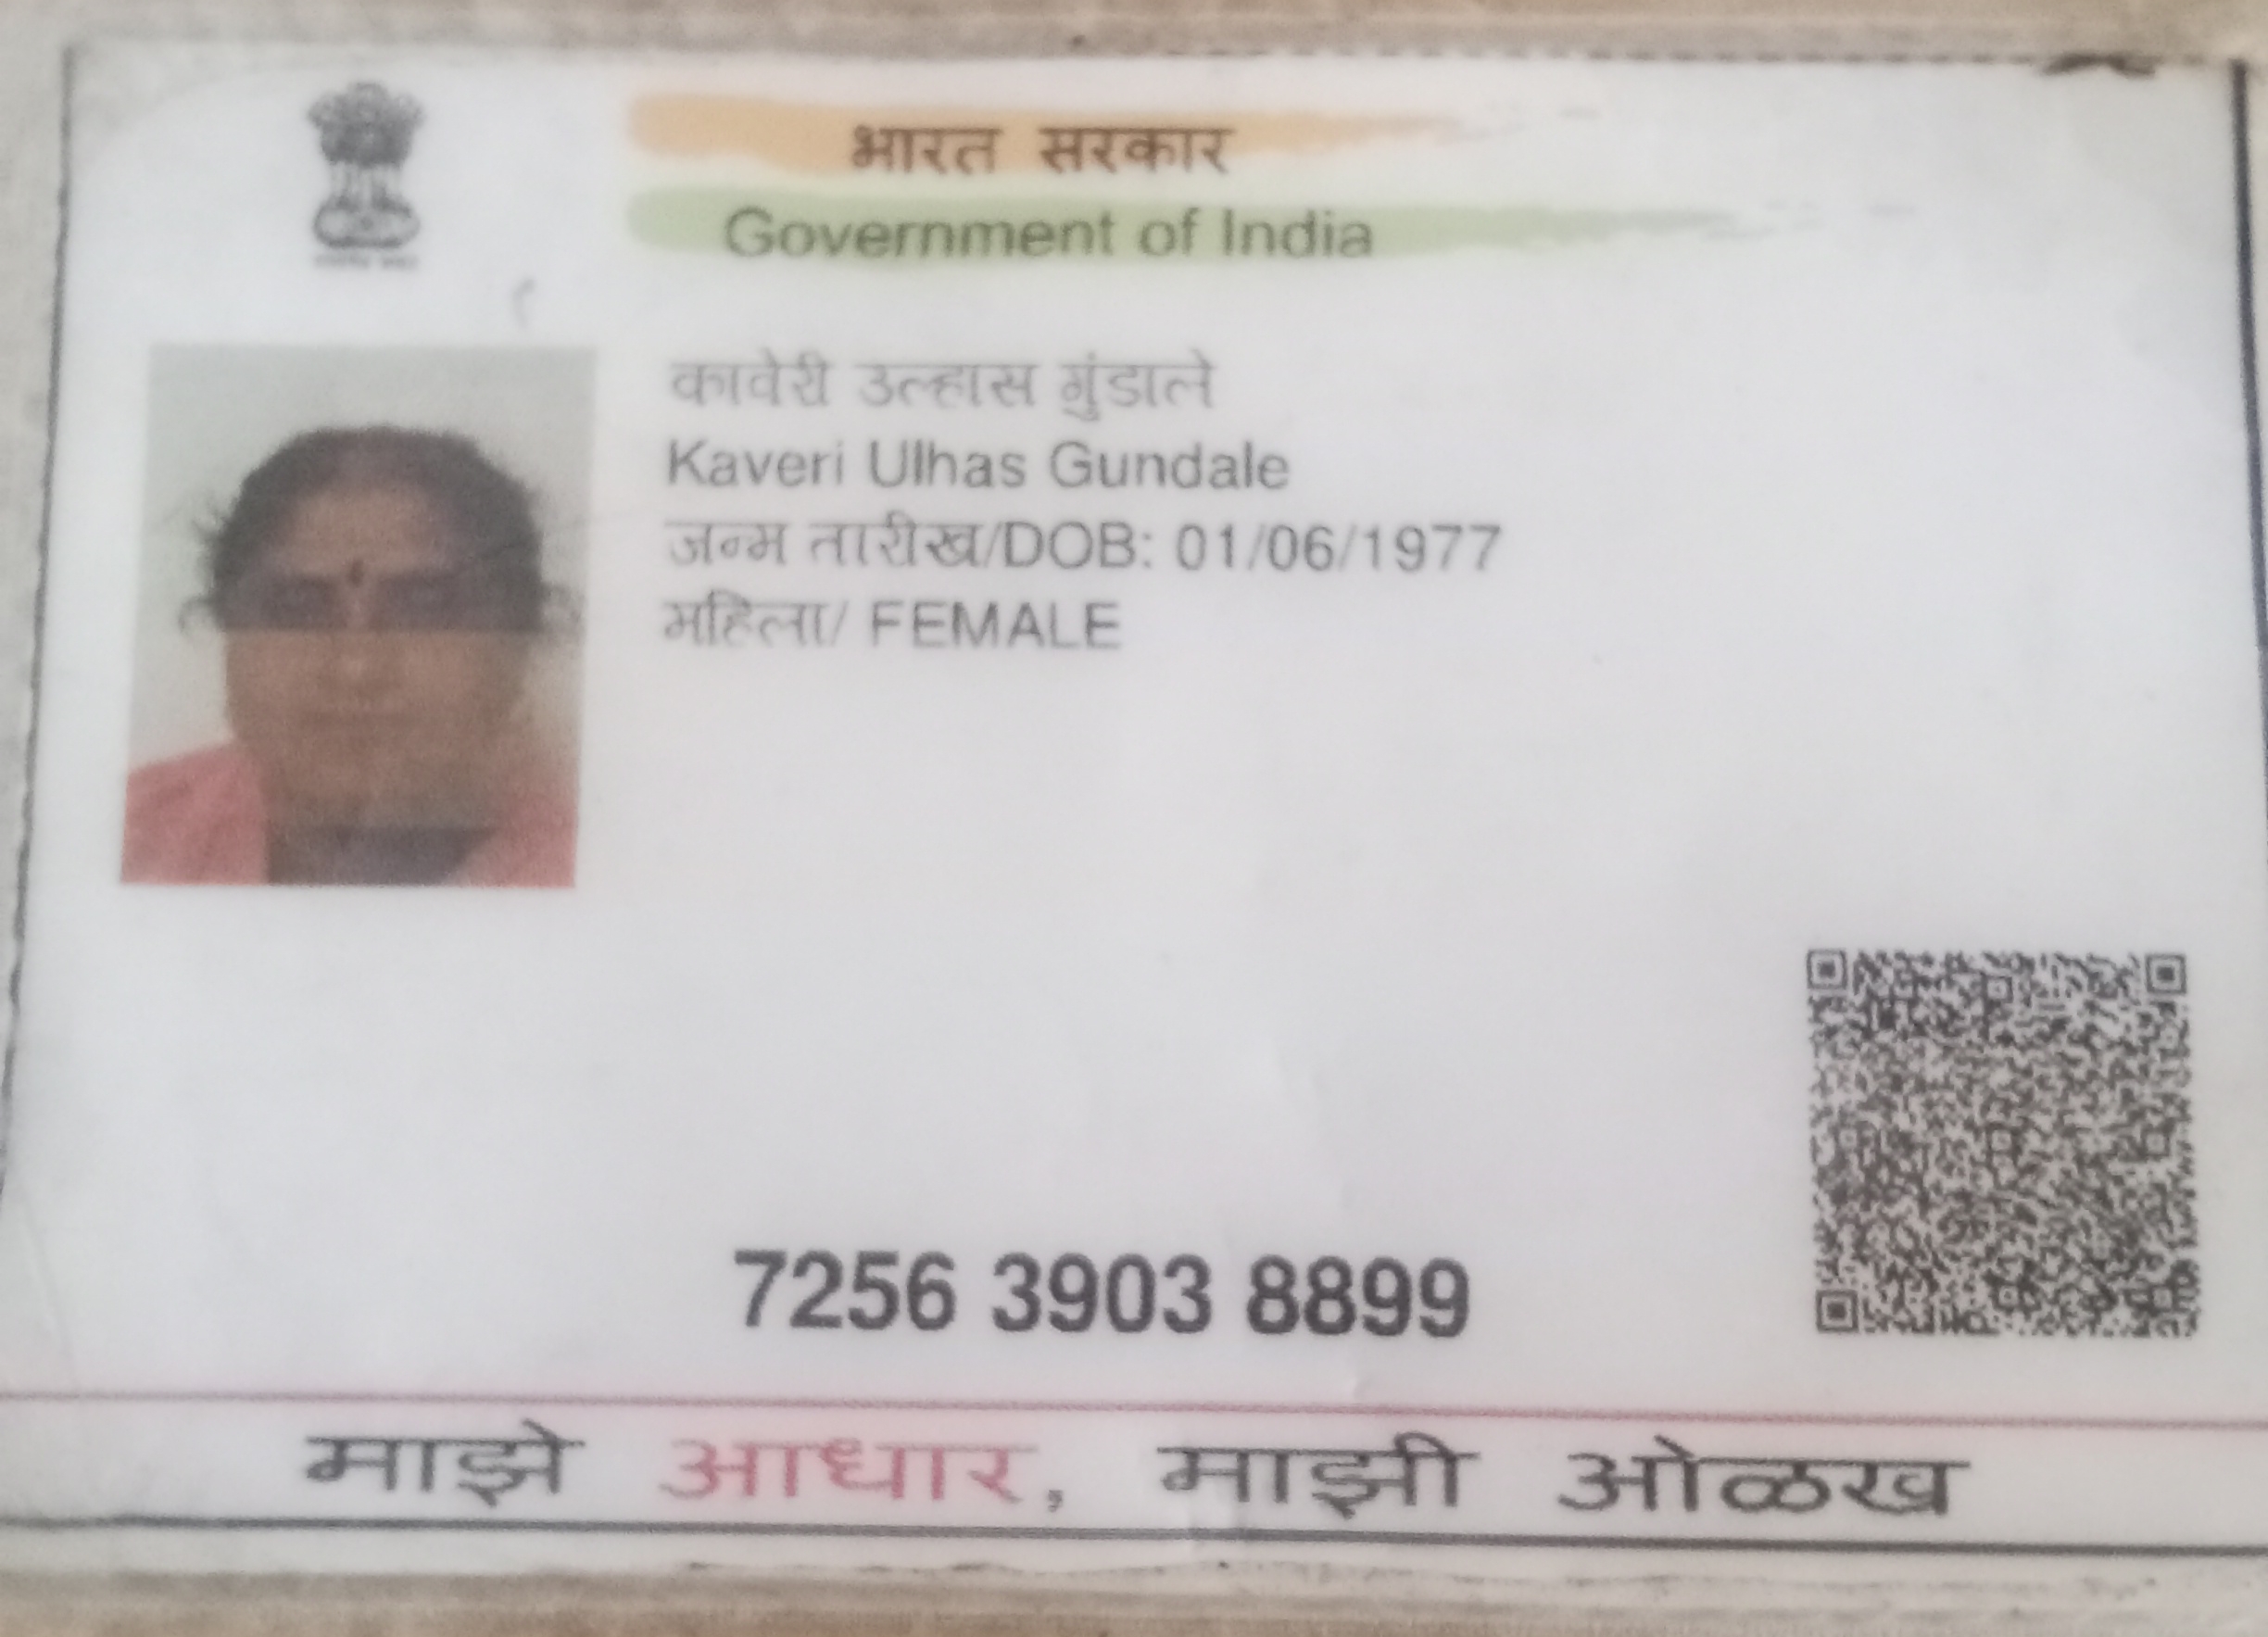 भारत सरकार
Government of India
कावेरी उल्हास गुंडाले
Kaveri Ulhas Gundale
जन्म तारीख/DOB: 01/06/1977
महिला/ FEMALE
7256 3903 8899
माझे आधार, माझी ओळख